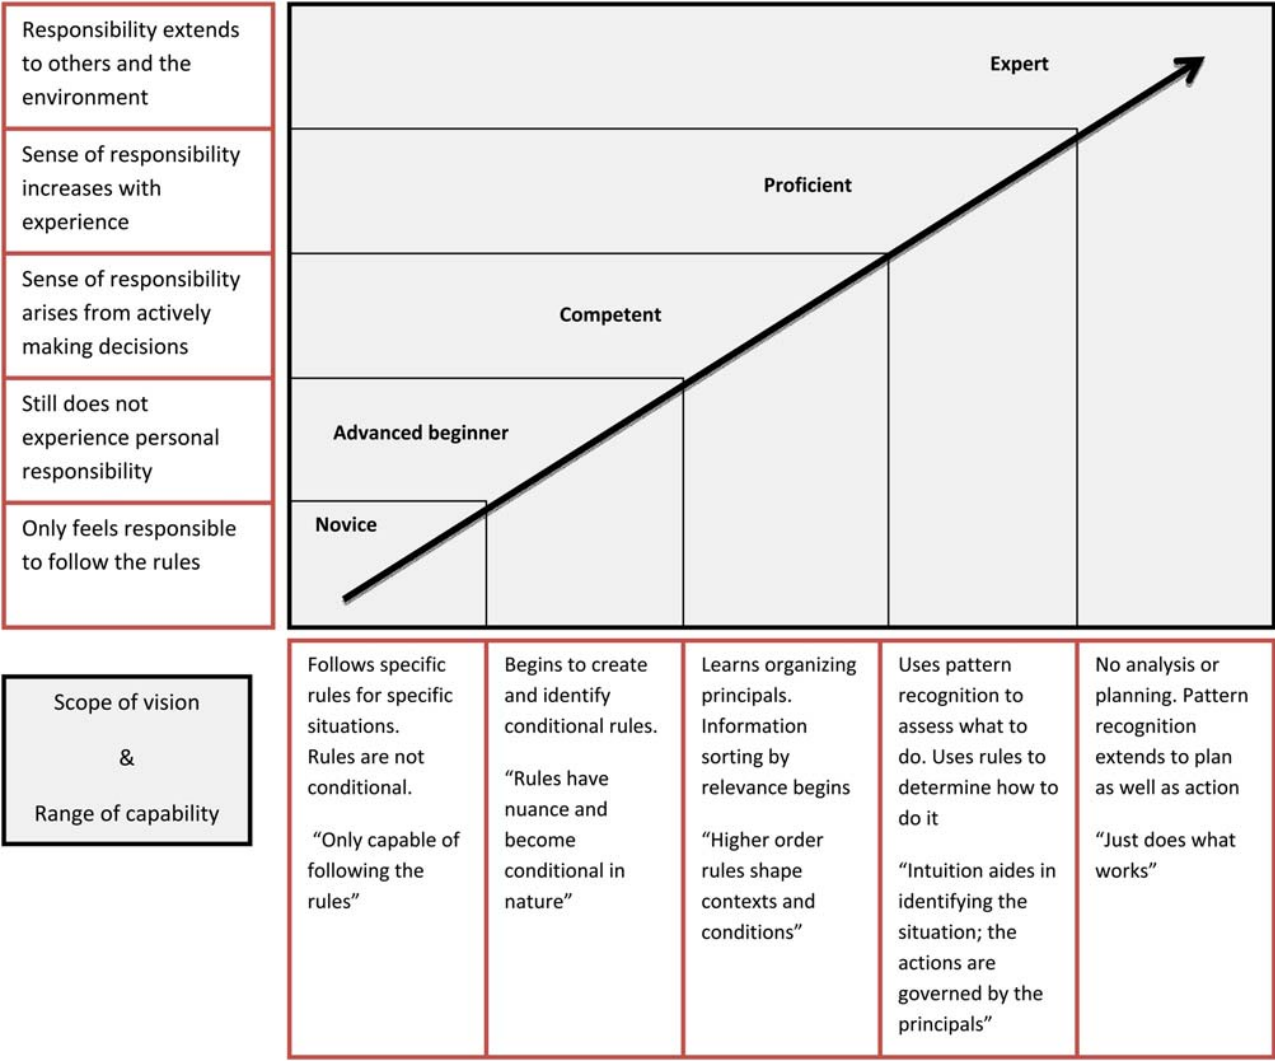 Responsibility extends
to others and the
environment
Sense of responsibility
increases with
experience
Sense of responsibility
arises from actively
making decisions
Still does not
experience personal
responsibility
Only feels responsible
to follow the rules
Expert
Proficient
Competent
Advanced beginner
Novice
Scope of vision
&
Range of capability
Follows specific
rules for specific
situations.
Rules are not
conditional.
“Only capable of
following the
rules”
Begins to create
and identify
conditional rules.
“Rules have
nuance and
become
conditional in
nature”
Learns organizing
principals.
Information
sorting by
relevance begins
“Higher order
rules shape
contexts and
conditions”
Uses pattern
recognition to
assess what to
do. Uses rules to
determine how to
do it
“Intuition aides in
identifying the
situation; the
actions are
governed by the
principals”
No analysis or
planning. Pattern
recognition
extends to plan
as well as action
“Just does what
works”